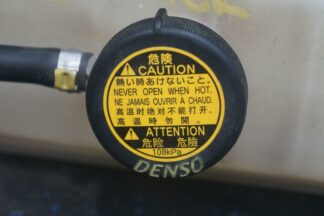 危険
CAUTION
熱い時あけないこと。
NEVER OPEN WHEN HOT.
NE JAMAIS OUVRIR À CHAUD.
高温时绝对不能打开。
高溫時勿開。
ATTENTION
危险 危險
108kPa
DENSO